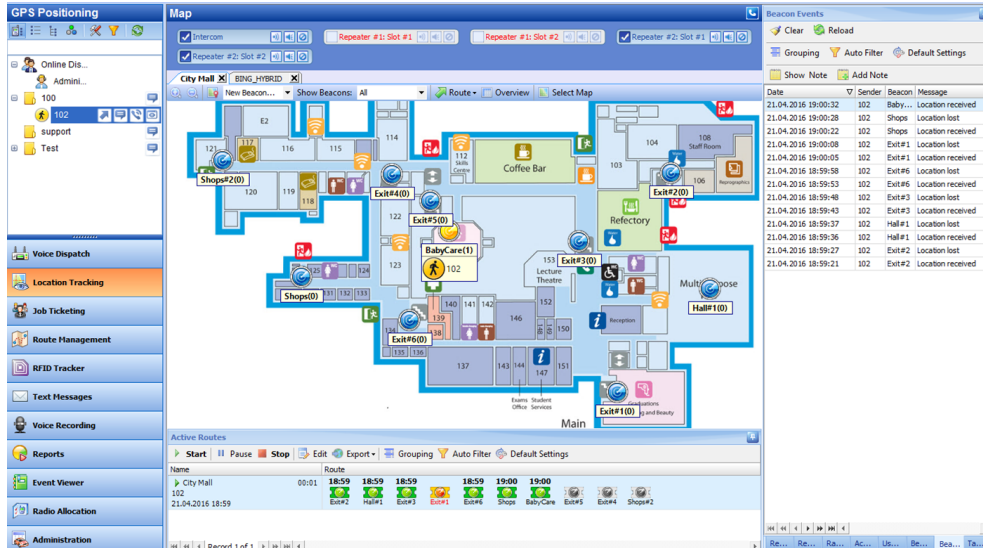 GPS Positioning
Online Dis...
Admini...
100
102
support
Test
Voice Dispatch
Location Tracking
Job Ticketing
Route Management
RFID Tracker
Text Messages
Voice Recording
Reports
Event Viewer
Radio Allocation
Administration
Map
Intercom
Repeater #1: Slot #1
Repeater #1: Slot #2
Repeater #2: Slot #1
Repeater #2: Slot #2
City Mall X BING_HYBRID X
New Beacon... Show Beacons: All Route Overview Select Map
E2
121 117 116 115
114
112
Skills
Centre
Coffee Bar
103
104
108
Staff Room
106
Reprographics
Shops#2(0)
120 119 118
Exit#4(0)
Exit#2(0)
122
Exit#5(0)
Refectory
BabyCare(1)
102
123
153
Lecture
Theatre
Exit#3(0)
125 124
Shops(0)
131 132 133
Multi pose
Hall#1(0)
140 141 142
139
138
146
152
150
Reception
134
Exit#6(0)
135 136
137
143 144
147
151
Exams
Office
Student
Services
Exit#1(0)
Graduations
and Beauty
Main
Active Routes
Start Pause Stop Edit Export Grouping Auto Filter Default Settings
Name Route
City Mall 00:01
102
21.04.2016 18:59
18:59 18:59 18:59 18:59 19:00 19:00
Exit#2 Hall#1 Exit#3 Exit#1 Exit#6 Shops BabyCare Exit#5 Exit#4 Shops#2
Record 1 of 1
Beacon Events
Clear Reload
Grouping Auto Filter Default Settings
Show Note Add Note
Date Sender Beacon Message
21.04.2016 19:00:32 102 Baby... Location received
21.04.2016 19:00:28 102 Shops Location lost
21.04.2016 19:00:22 102 Shops Location received
21.04.2016 19:00:08 102 Exit#1 Location lost
21.04.2016 19:00:05 102 Exit#1 Location received
21.04.2016 18:59:58 102 Exit#6 Location lost
21.04.2016 18:59:53 102 Exit#6 Location received
21.04.2016 18:59:48 102 Exit#3 Location lost
21.04.2016 18:59:43 102 Exit#3 Location received
21.04.2016 18:59:37 102 Hall#1 Location lost
21.04.2016 18:59:36 102 Hall#1 Location received
21.04.2016 18:59:27 102 Exit#2 Location lost
21.04.2016 18:59:21 102 Exit#2 Location received
Re... Re... Ra... Ac... Us... Be... Bea... Ta...